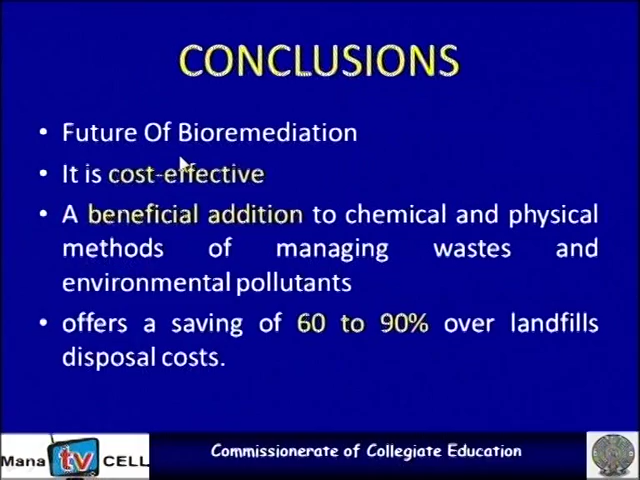 CONCLUSIONS
• Future Of Bioremediation
• It is cost-effective
• A beneficial addition to chemical and physical
methods of managing wastes and
environmental pollutants
• offers a saving of 60 to 90% over landfills
disposal costs.
Mana tv CELL
Commissionerate of Collegiate Education